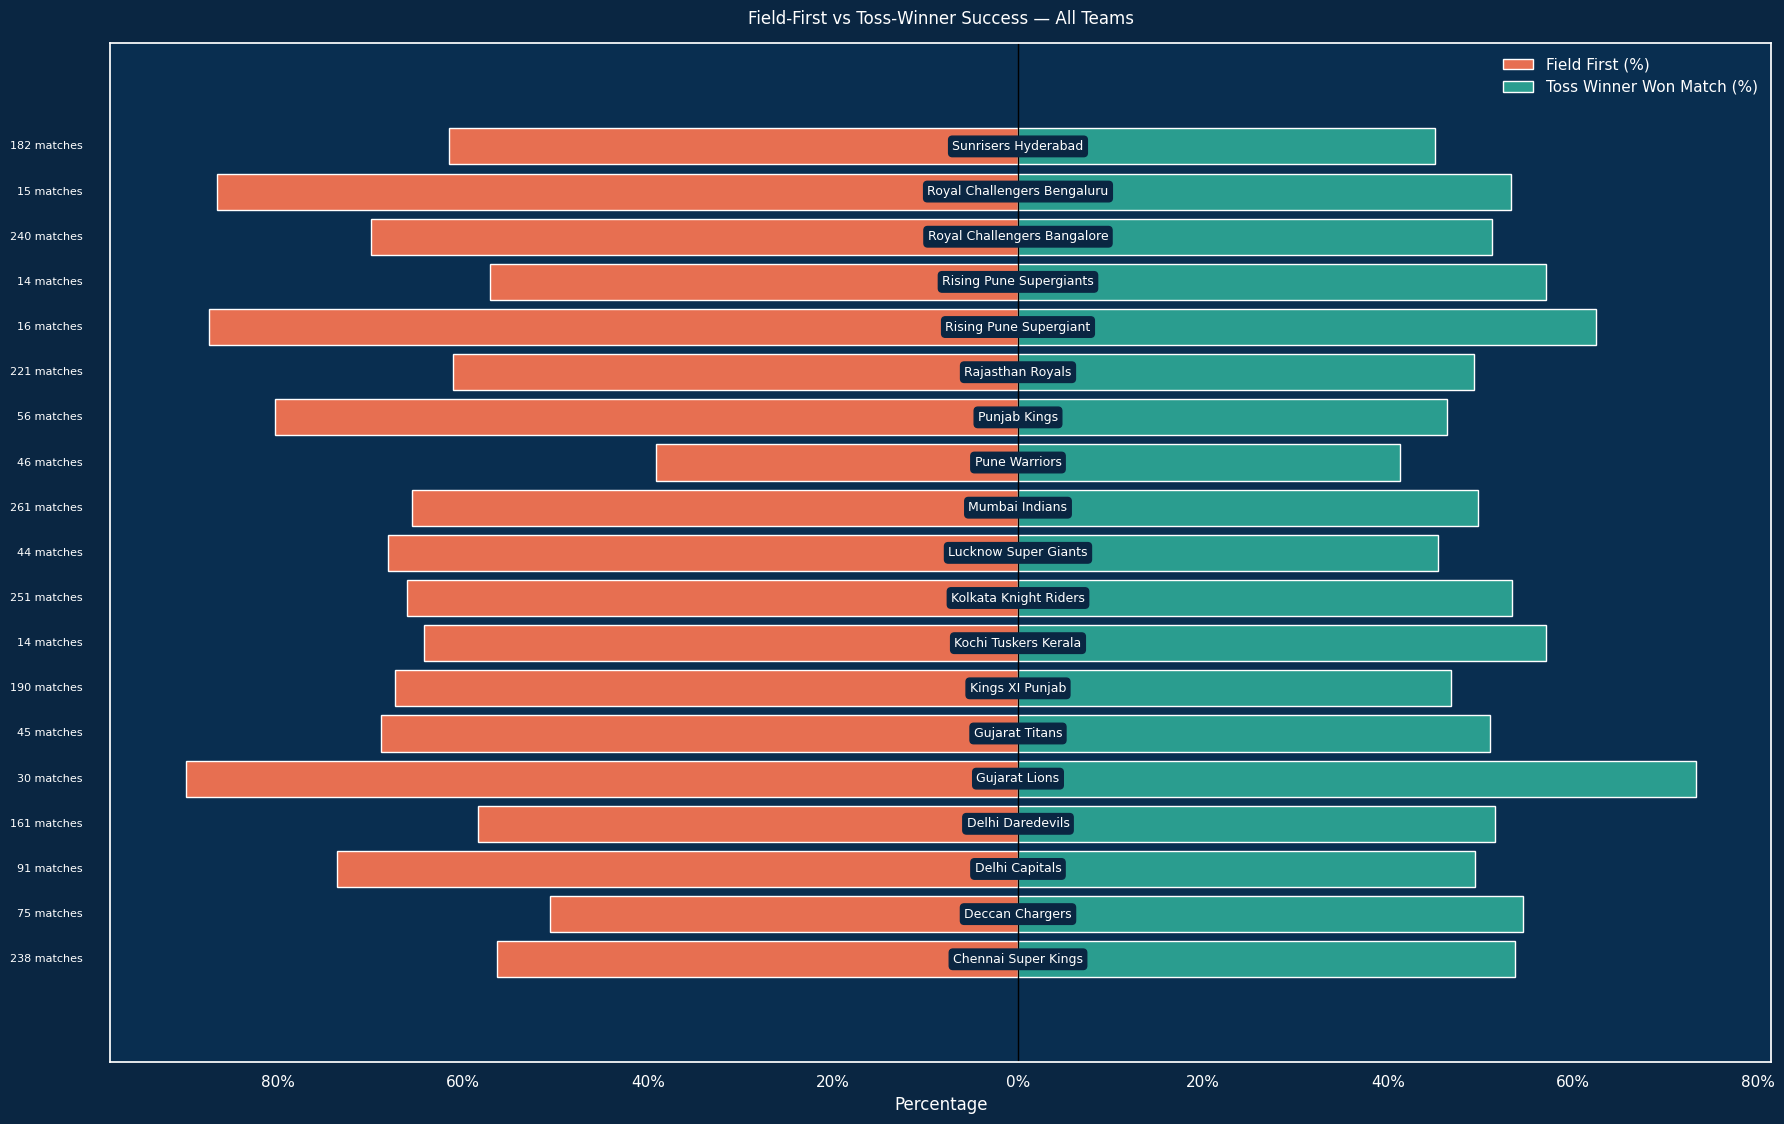 Field-First vs Toss-Winner Success — All Teams
Field First (%)
Toss Winner Won Match (%)
182 matches Sunrisers Hyderabad
15 matches Royal Challengers Bengaluru
240 matches Royal Challengers Bangalore
14 matches Rising Pune Supergiants
16 matches Rising Pune Supergiant
221 matches Rajasthan Royals
56 matches Punjab Kings
46 matches Pune Warriors
261 matches Mumbai Indians
44 matches Lucknow Super Giants
251 matches Kolkata Knight Riders
14 matches Kochi Tuskers Kerala
190 matches Kings XI Punjab
45 matches Gujarat Titans
30 matches Gujarat Lions
161 matches Delhi Daredevils
91 matches Delhi Capitals
75 matches Deccan Chargers
238 matches Chennai Super Kings
80% 60% 40% 20% 0% 20% 40% 60% 80%
Percentage